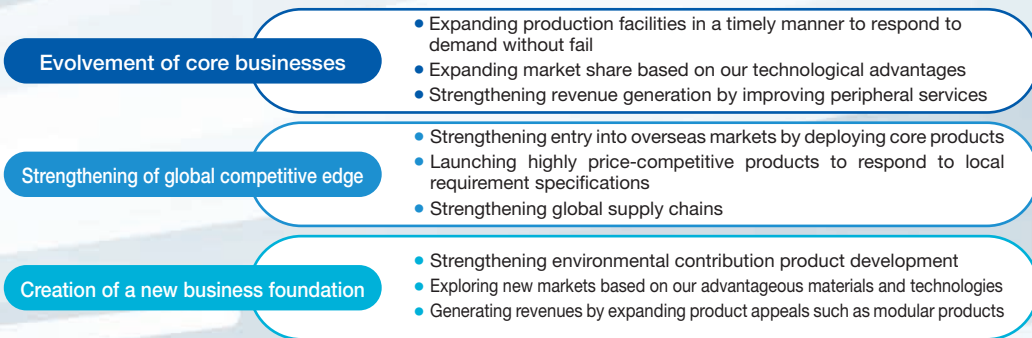 Evolvement of core businesses
• Expanding production facilities in a timely manner to respond to
demand without fail
• Expanding market share based on our technological advantages
• Strengthening revenue generation by improving peripheral services
Strengthening of global competitive edge
• Strengthening entry into overseas markets by deploying core products
• Launching highly price-competitive products to respond to local
requirement specifications
• Strengthening global supply chains
Creation of a new business foundation
• Strengthening environmental contribution product development
• Exploring new markets based on our advantageous materials and technologies
• Generating revenues by expanding product appeals such as modular products